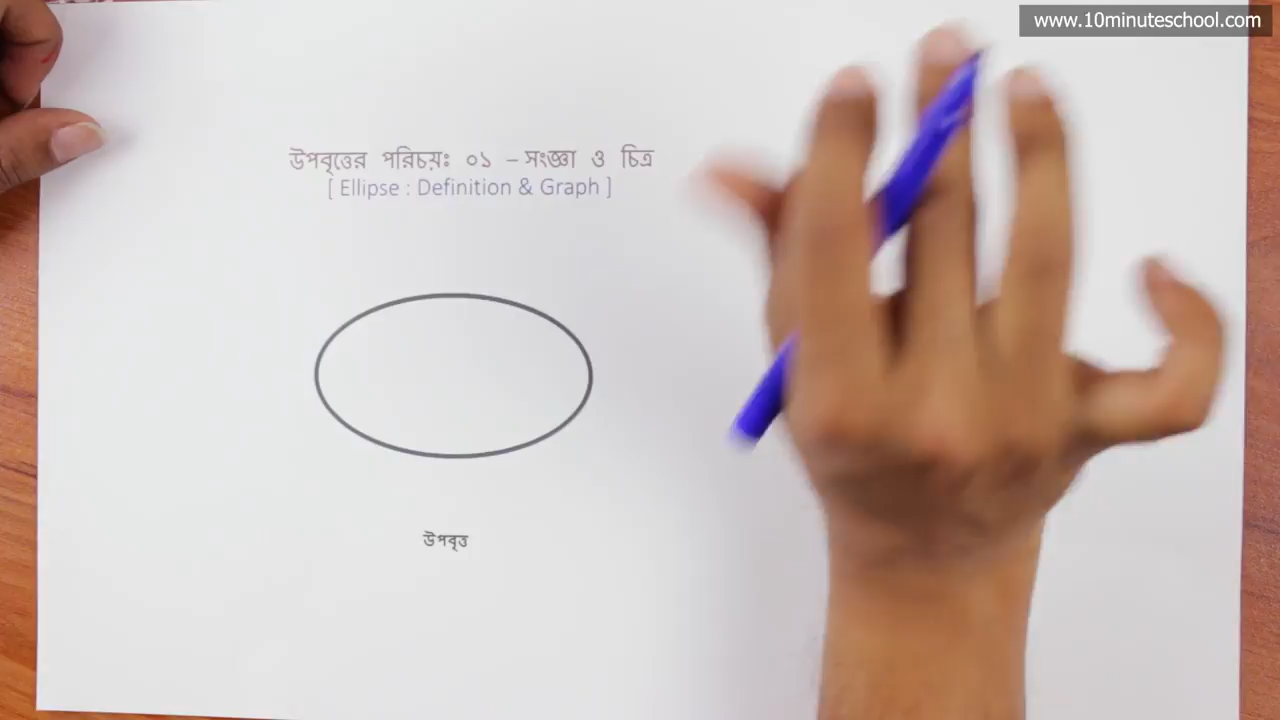 www.10minuteschool.com
উপবৃত্তের পরিচয়ঃ ০১ – সংজ্ঞা ও চিত্র
[ Ellipse : Definition & Graph ]
উপবৃত্ত